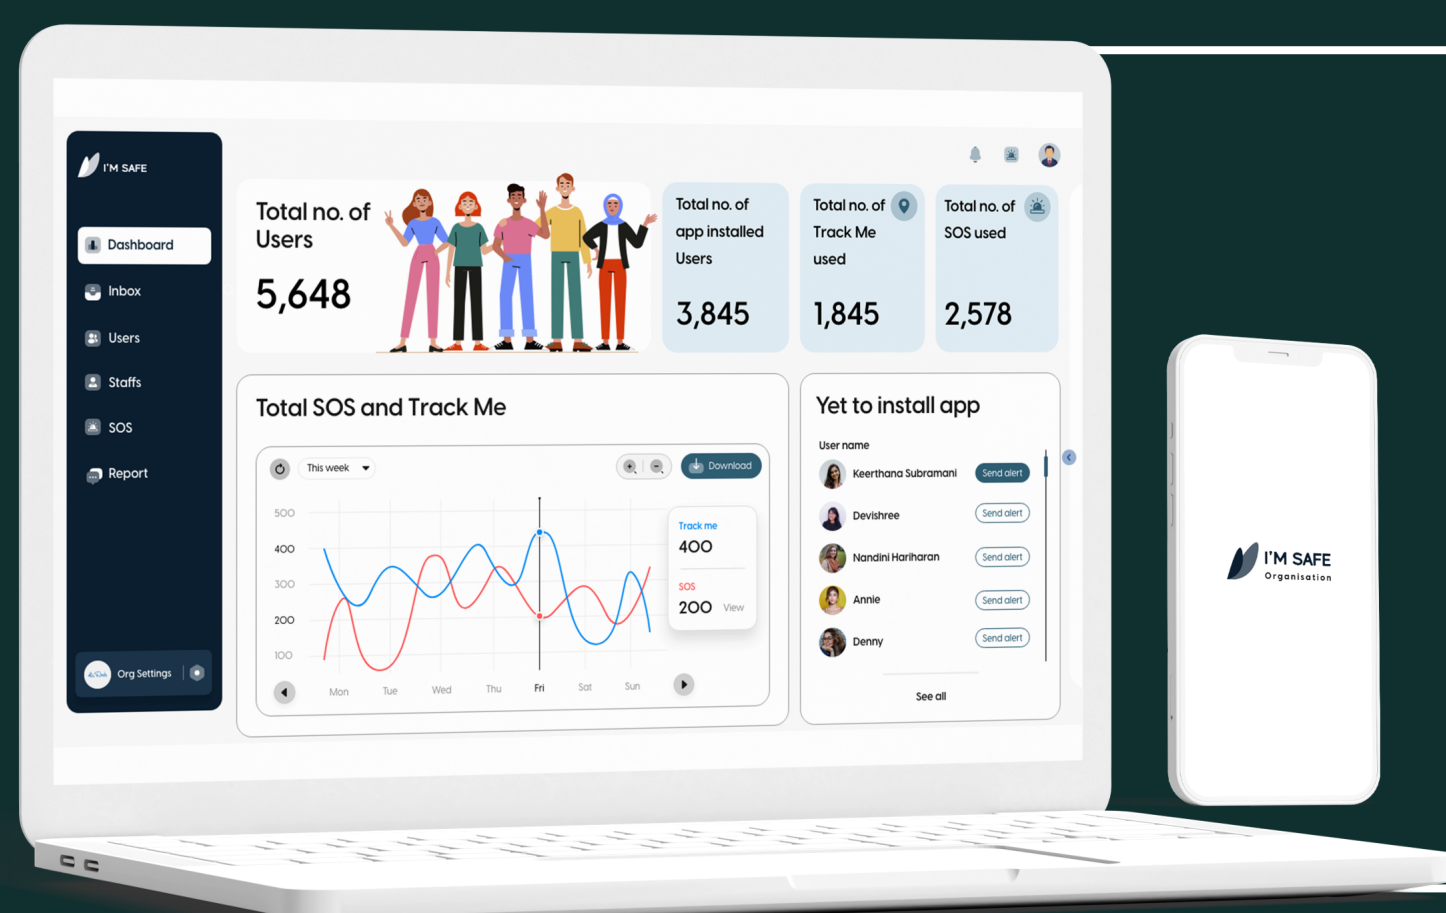 I'M SAFE
Dashboard
Inbox
Users
Staffs
SOS
Report
Org Settings
Total no. of
Users
5,648
Total no. of
app installed
Users
3,845
Total no. of
Track Me
used
1,845
Total no. of
SOS used
2,578
Total SOS and Track Me
This week
Download
500
400
300
200
100
Mon Tue Wed Thu Fri Sat Sun
Track me
400
SOS
200 View
Yet to install app
User name
Keerthana Subramani Send alert
Devishree Send alert
Nandini Hariharan Send alert
Annie Send alert
Denny Send alert
See all
I'M SAFE
Organisation